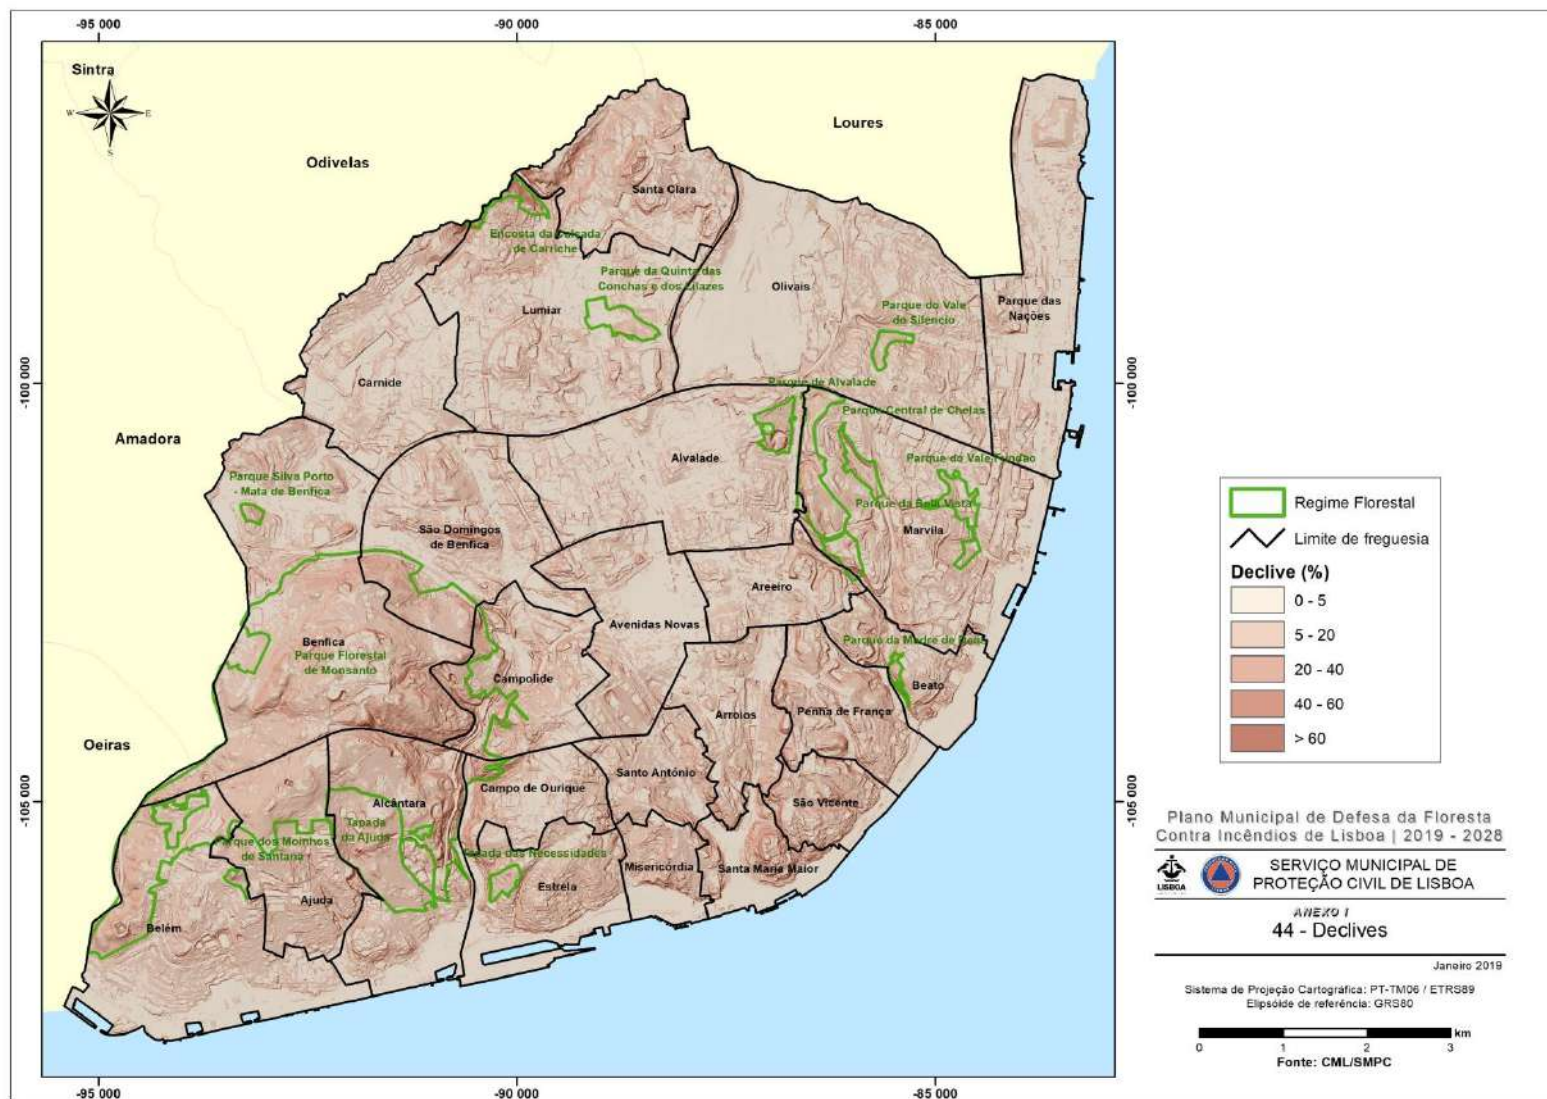 -95 000
-90 000
-85 000
Sintra
N
W
E
S
Loures
Odivelas
Santa Clara
Encosta da Calçada
de Carriche
Parque da Quinta das
Conchas e dos Lilazes
Olivais
Lumiar
Parque do Vale
do Silencio
Parque das
Nações
-100 000
-100 000
Carnide
Parque de Alvalade
Parque Central de Chelas
Amadora
Alvalade
Parque do Vale Fundao
Parque Silva Porto
- Mata de Benfica
Parque da Bela Vista
São Domingos
de Benfica
Marvila
Areeiro
Avenidas Novas
Benfica
Parque Florestal
de Monsanto
Parque da Madre de Deus
Campolide
Beato
Arroios
Penha de França
Oeiras
Santo António
Campo de Ourique
-105 000
-105 000
Alcântara
São Vicente
Tapada
da Ajuda
Parque dos Moinhos
de Santana
Tapada das Necessidades
Misericórdia
Santa Maria Maior
Estrela
Ajuda
Belém
-95 000
-90 000
-85 000
Regime Florestal
Limite de freguesia
Declive (%)
0 - 5
5 - 20
20 - 40
40 - 60
> 60
Plano Municipal de Defesa da Floresta
Contra Incêndios de Lisboa | 2019 - 2028
LISBOA
SERVIÇO MUNICIPAL DE
PROTEÇÃO CIVIL DE LISBOA
ANEXO I
44 - Declives
Janeiro 2019
Sistema de Projeção Cartográfica: PT-TM06 / ETRS89
Elipsóide de referência: GRS80
km
0 1 2 3
Fonte: CML/SMPC